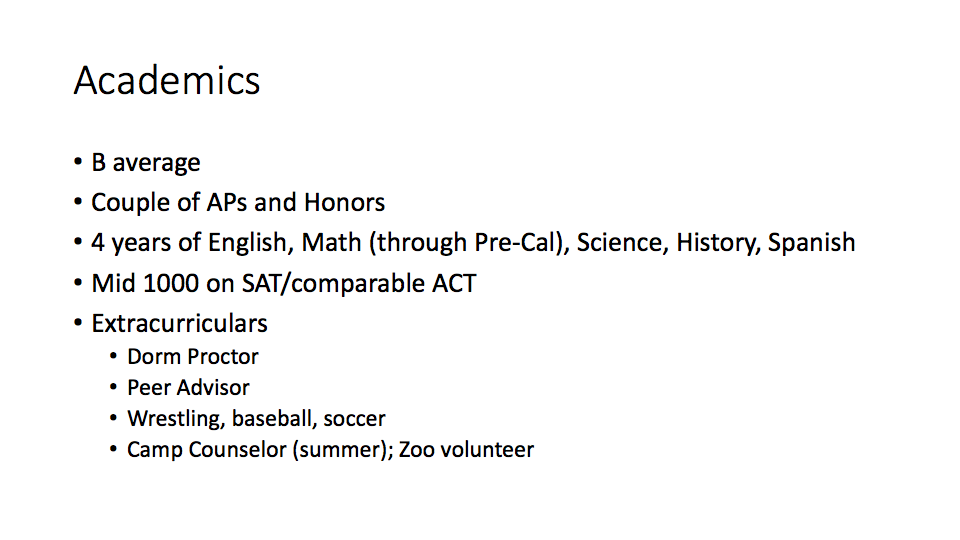 Academics
• B average
• Couple of APs and Honors
• 4 years of English, Math (through Pre-Cal), Science, History, Spanish
• Mid 1000 on SAT/comparable ACT
• Extracurriculars
• Dorm Proctor
• Peer Advisor
• Wrestling, baseball, soccer
• Camp Counselor (summer); Zoo volunteer